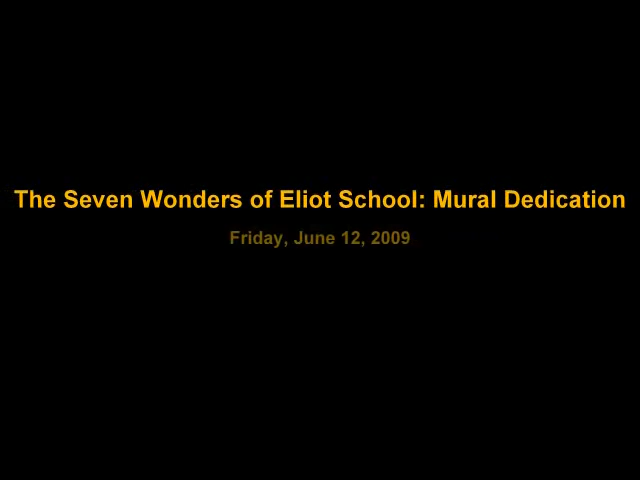 The Seven Wonders of Eliot School: Mural Dedication
Friday, June 12, 2009